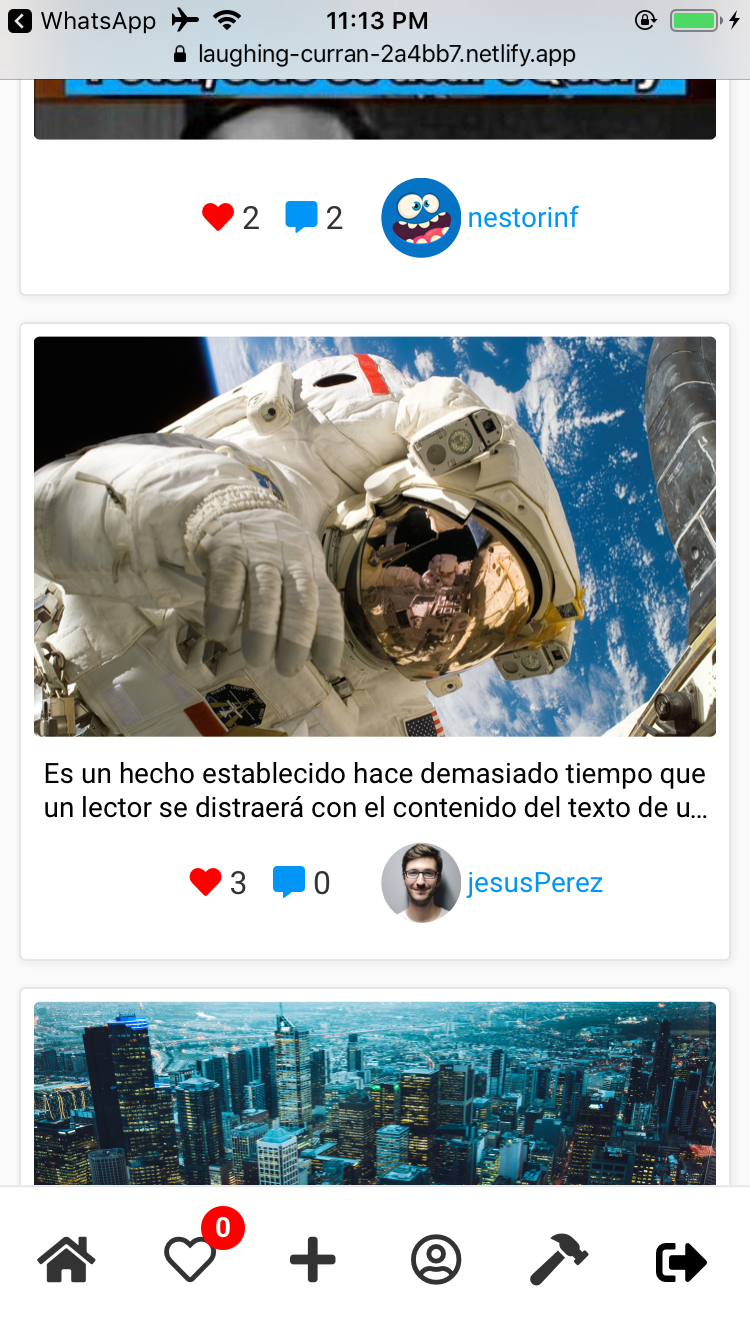 WhatsApp
11:13 PM
laughing-curran-2a4bb7.netlify.app
2
2
nestorinf
Es un hecho establecido hace demasiado tiempo que
un lector se distraerá con el contenido del texto de u...
3
0
jesusPerez
0